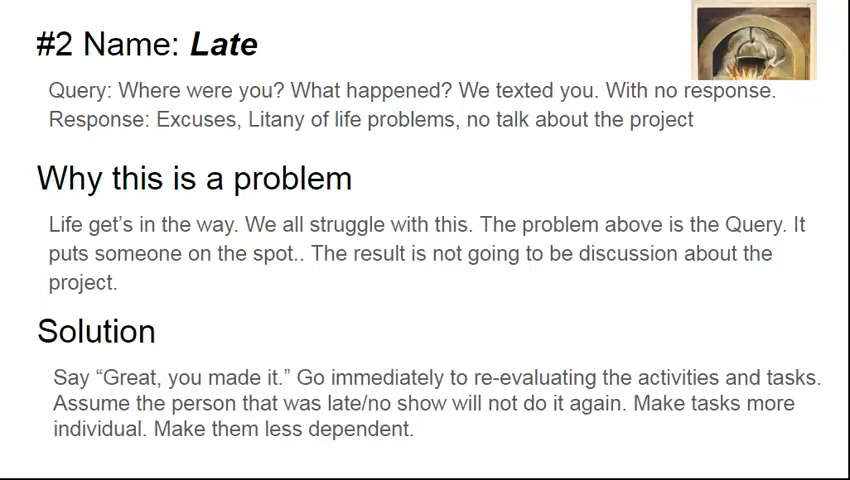 #2 Name: Late
Query: Where were you? What happened? We texted you. With no response.
Response: Excuses, Litany of life problems, no talk about the project
Why this is a problem
Life get’s in the way. We all struggle with this. The problem above is the Query. It
puts someone on the spot.. The result is not going to be discussion about the
project.
Solution
Say “Great, you made it.” Go immediately to re-evaluating the activities and tasks.
Assume the person that was late/no show will not do it again. Make tasks more
individual. Make them less dependent.